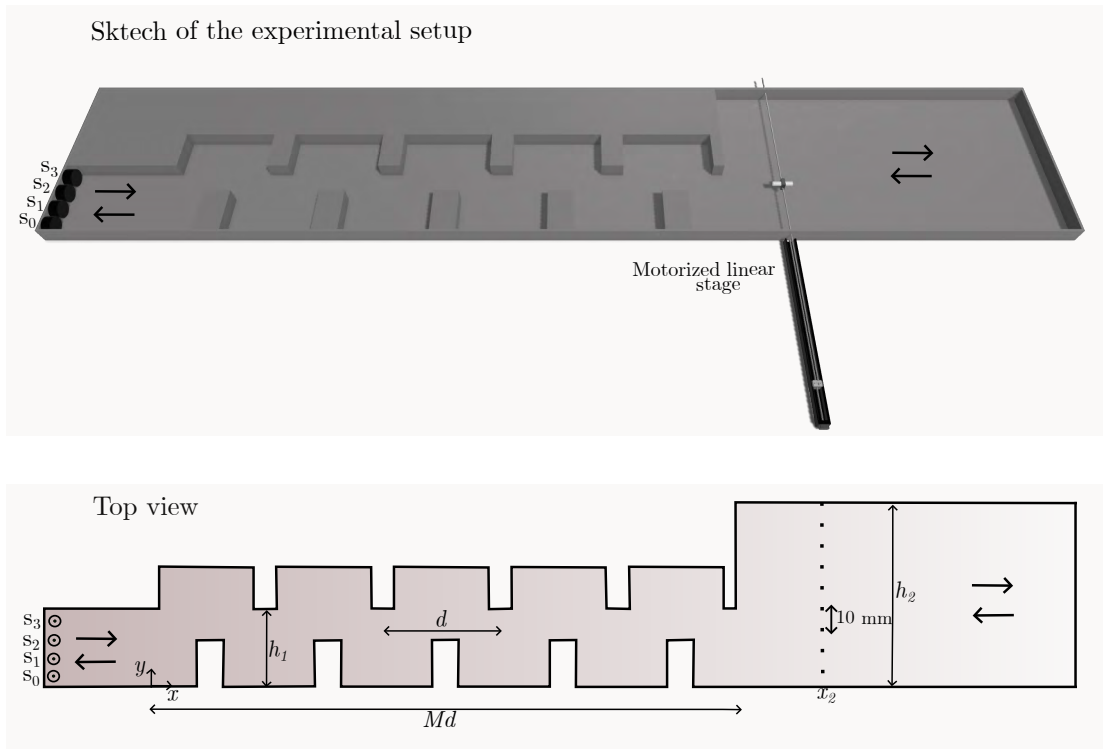 Sktech of the experimental setup
s3
s2
s1
s0
Motorized linear
stage
Top view
s3
s2
s1
s0
y
x
h1
d
10 mm
h2
x2
Md